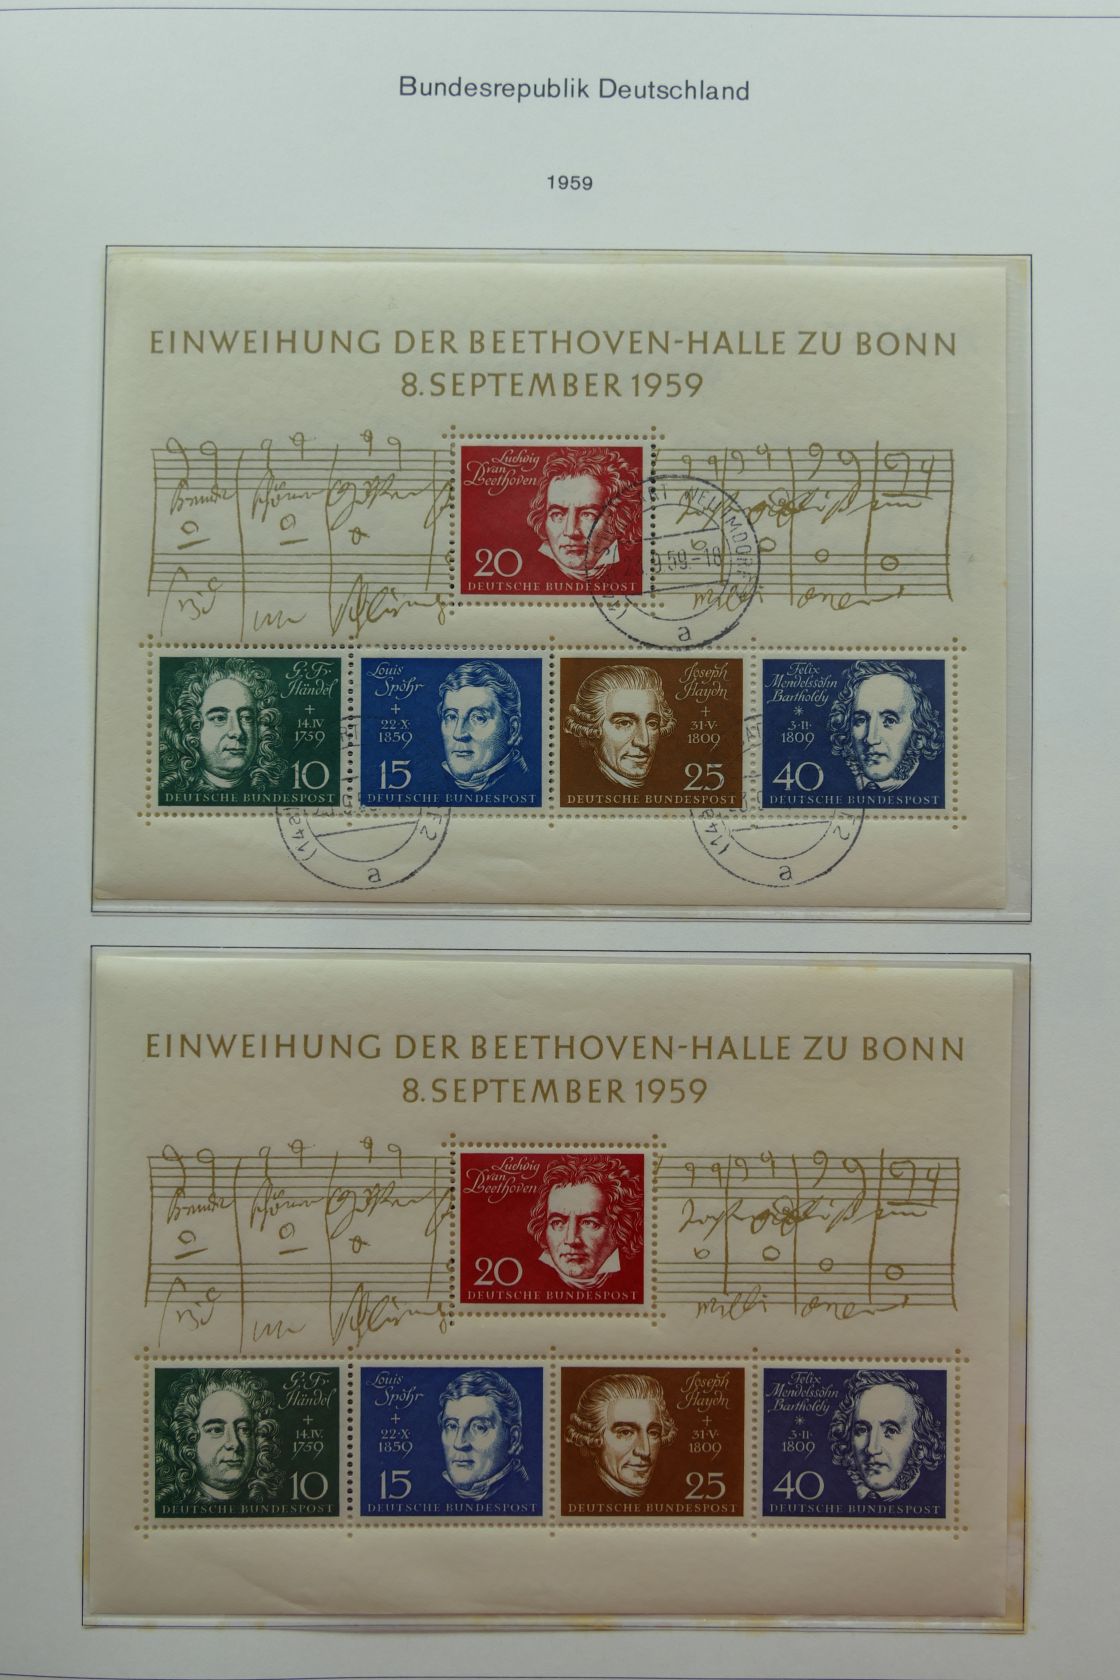 Bundesrepublik Deutschland
1959
EINWEIHUNG DER BEETHOVEN-HALLE ZU BONN
8. SEPTEMBER 1959
Ludwig
van
Beethoven
20
DEUTSCHE BUNDESPOST
9.59.-18
a
G. F.
Händel
+
14.IV.
1759
10
DEUTSCHE BUNDESPOST
Louis
Spohr
+
22.X.
1859
15
DEUTSCHE BUNDESPOST
Joseph
Haydn
+
31.V.
1809
25
DEUTSCHE BUNDESPOST
Felix
Mendelssohn
Bartholdy
*
3.II.
1809
40
DEUTSCHE BUNDESPOST
a
a
EINWEIHUNG DER BEETHOVEN-HALLE ZU BONN
8. SEPTEMBER 1959
Ludwig
van
Beethoven
20
DEUTSCHE BUNDESPOST
G. F.
Händel
+
14.IV.
1759
10
DEUTSCHE BUNDESPOST
Louis
Spohr
+
22.X.
1859
15
DEUTSCHE BUNDESPOST
Joseph
Haydn
+
31.V.
1809
25
DEUTSCHE BUNDESPOST
Felix
Mendelssohn
Bartholdy
*
3.II.
1809
40
DEUTSCHE BUNDESPOST